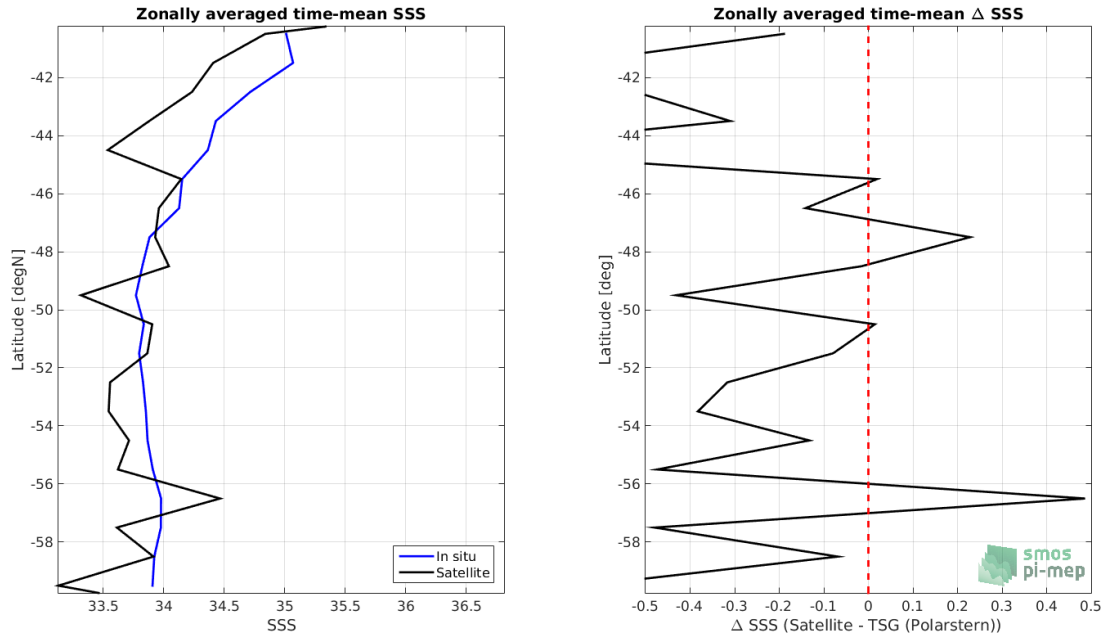 Zonally averaged time-mean SSS
Latitude [degN]
-42
-44
-46
-48
-50
-52
-54
-56
-58
33.5 34 34.5 35 35.5 36 36.5
SSS
In situ
Satellite
Zonally averaged time-mean Δ SSS
Latitude [deg]
-42
-44
-46
-48
-50
-52
-54
-56
-58
-0.5 -0.4 -0.3 -0.2 -0.1 0 0.1 0.2 0.3 0.4 0.5
Δ SSS (Satellite - TSG (Polarstern))
smos
pi-mep